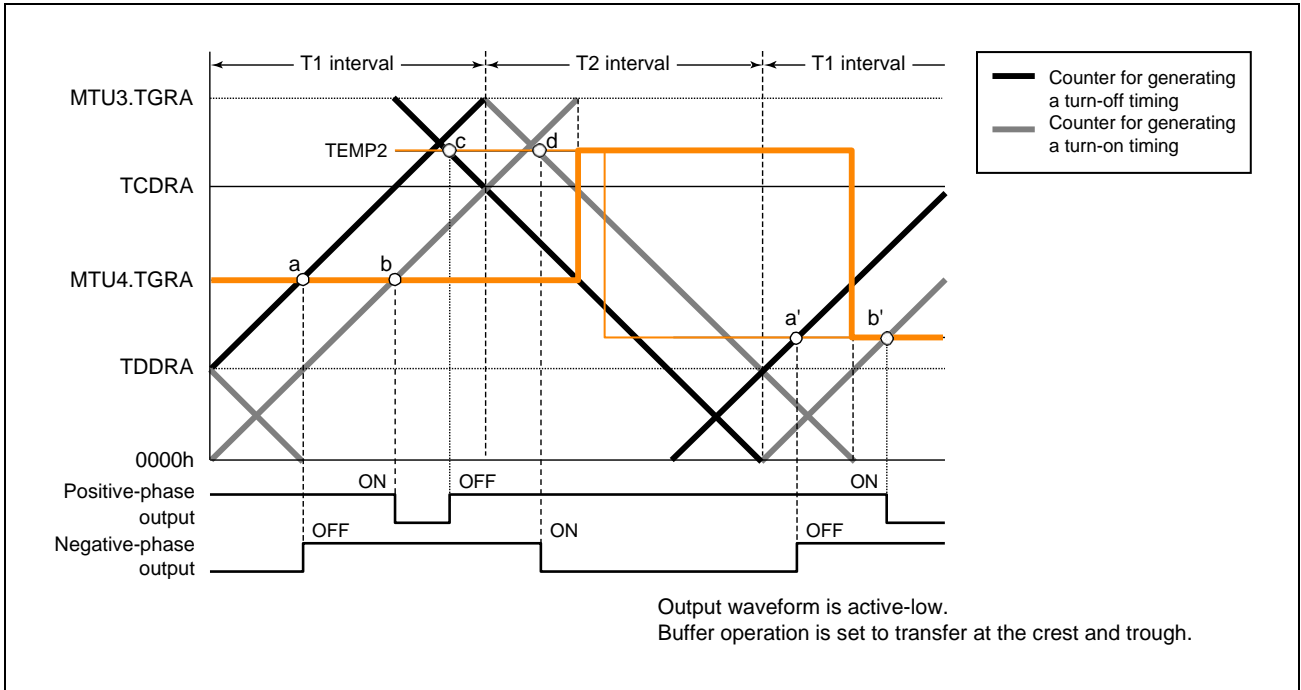 T1 interval
T2 interval
T1 interval
Counter for generating
a turn-off timing
Counter for generating
a turn-on timing
MTU3.TGRA
TEMP2
c
d
TCDRA
MTU4.TGRA
a
b
a'
b'
TDDRA
0000h
Positive-phase
output
ON
OFF
ON
Negative-phase
output
OFF
ON
OFF
Output waveform is active-low.
Buffer operation is set to transfer at the crest and trough.